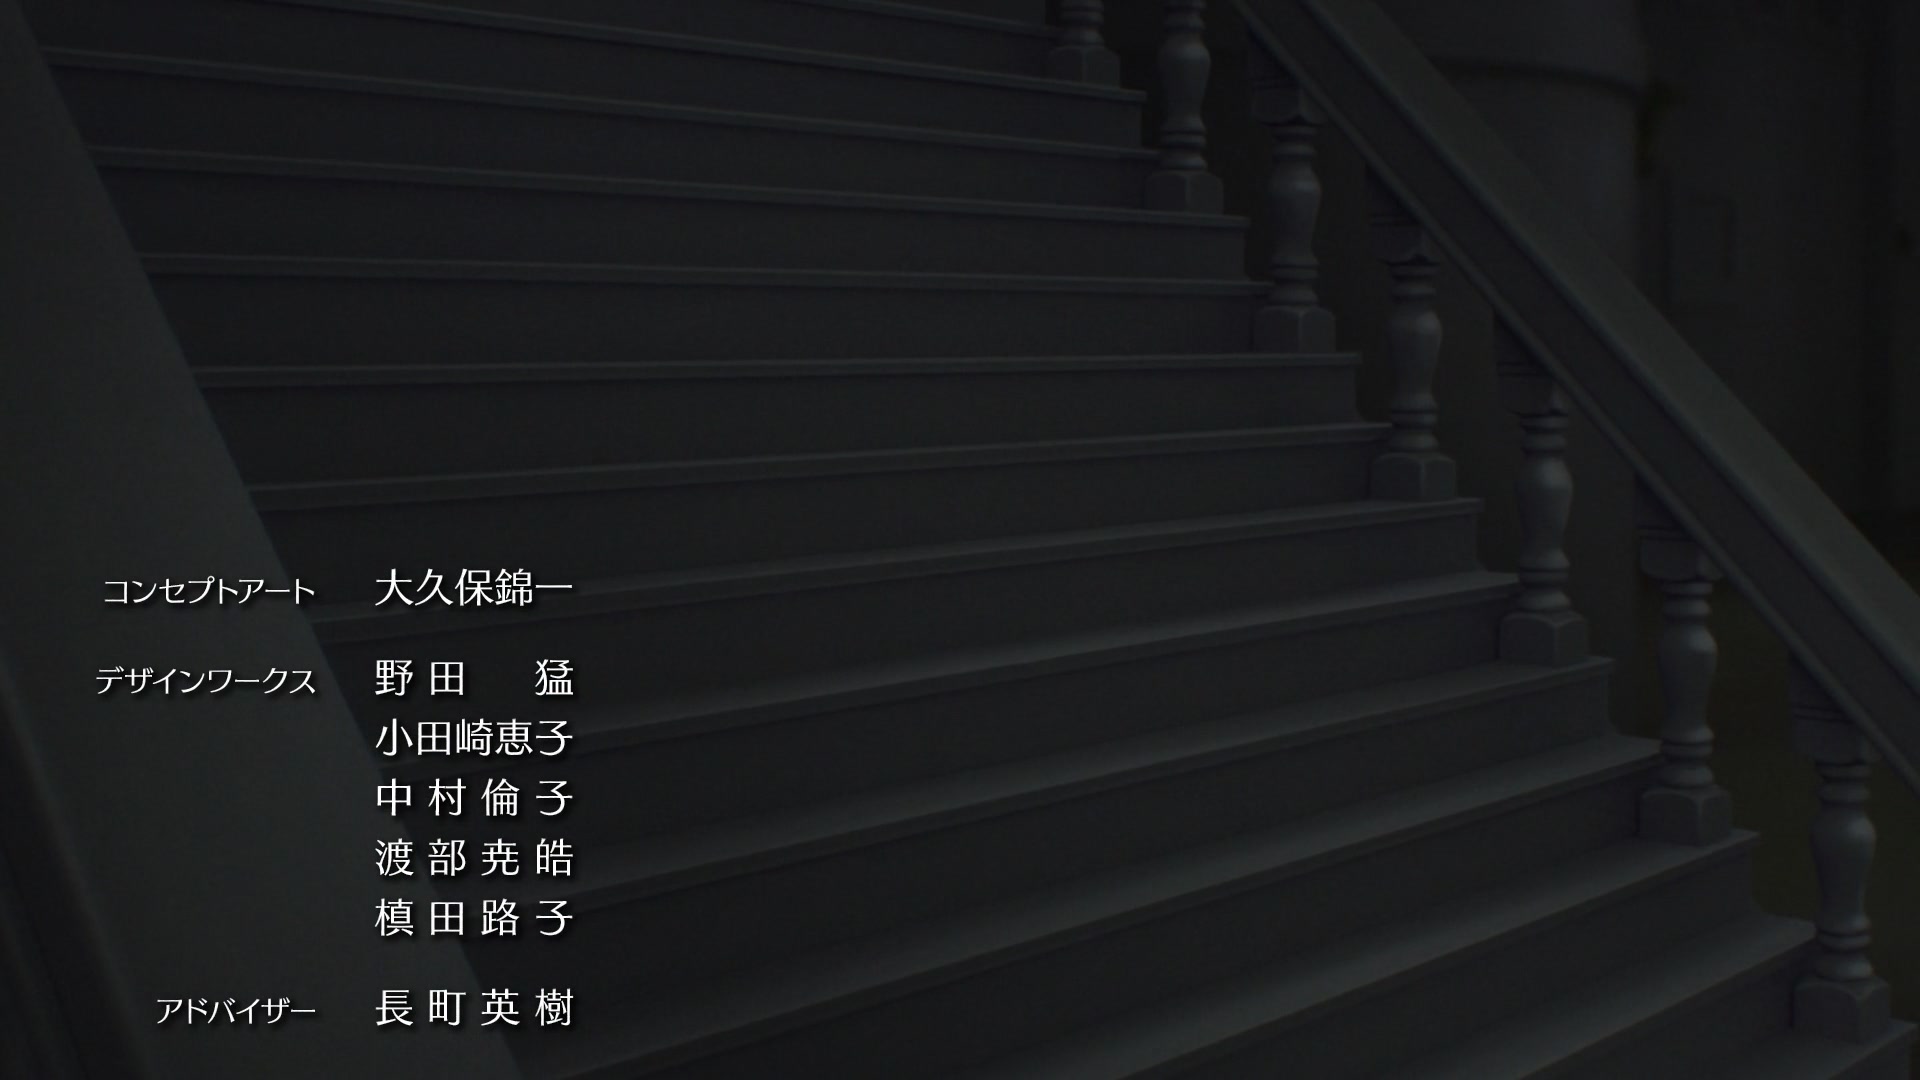 コンセプトアート 大久保錦一
デザインワークス 野田 猛
小田崎恵子
中村倫子
渡部尭皓
槙田路子
アドバイザー 長町英樹